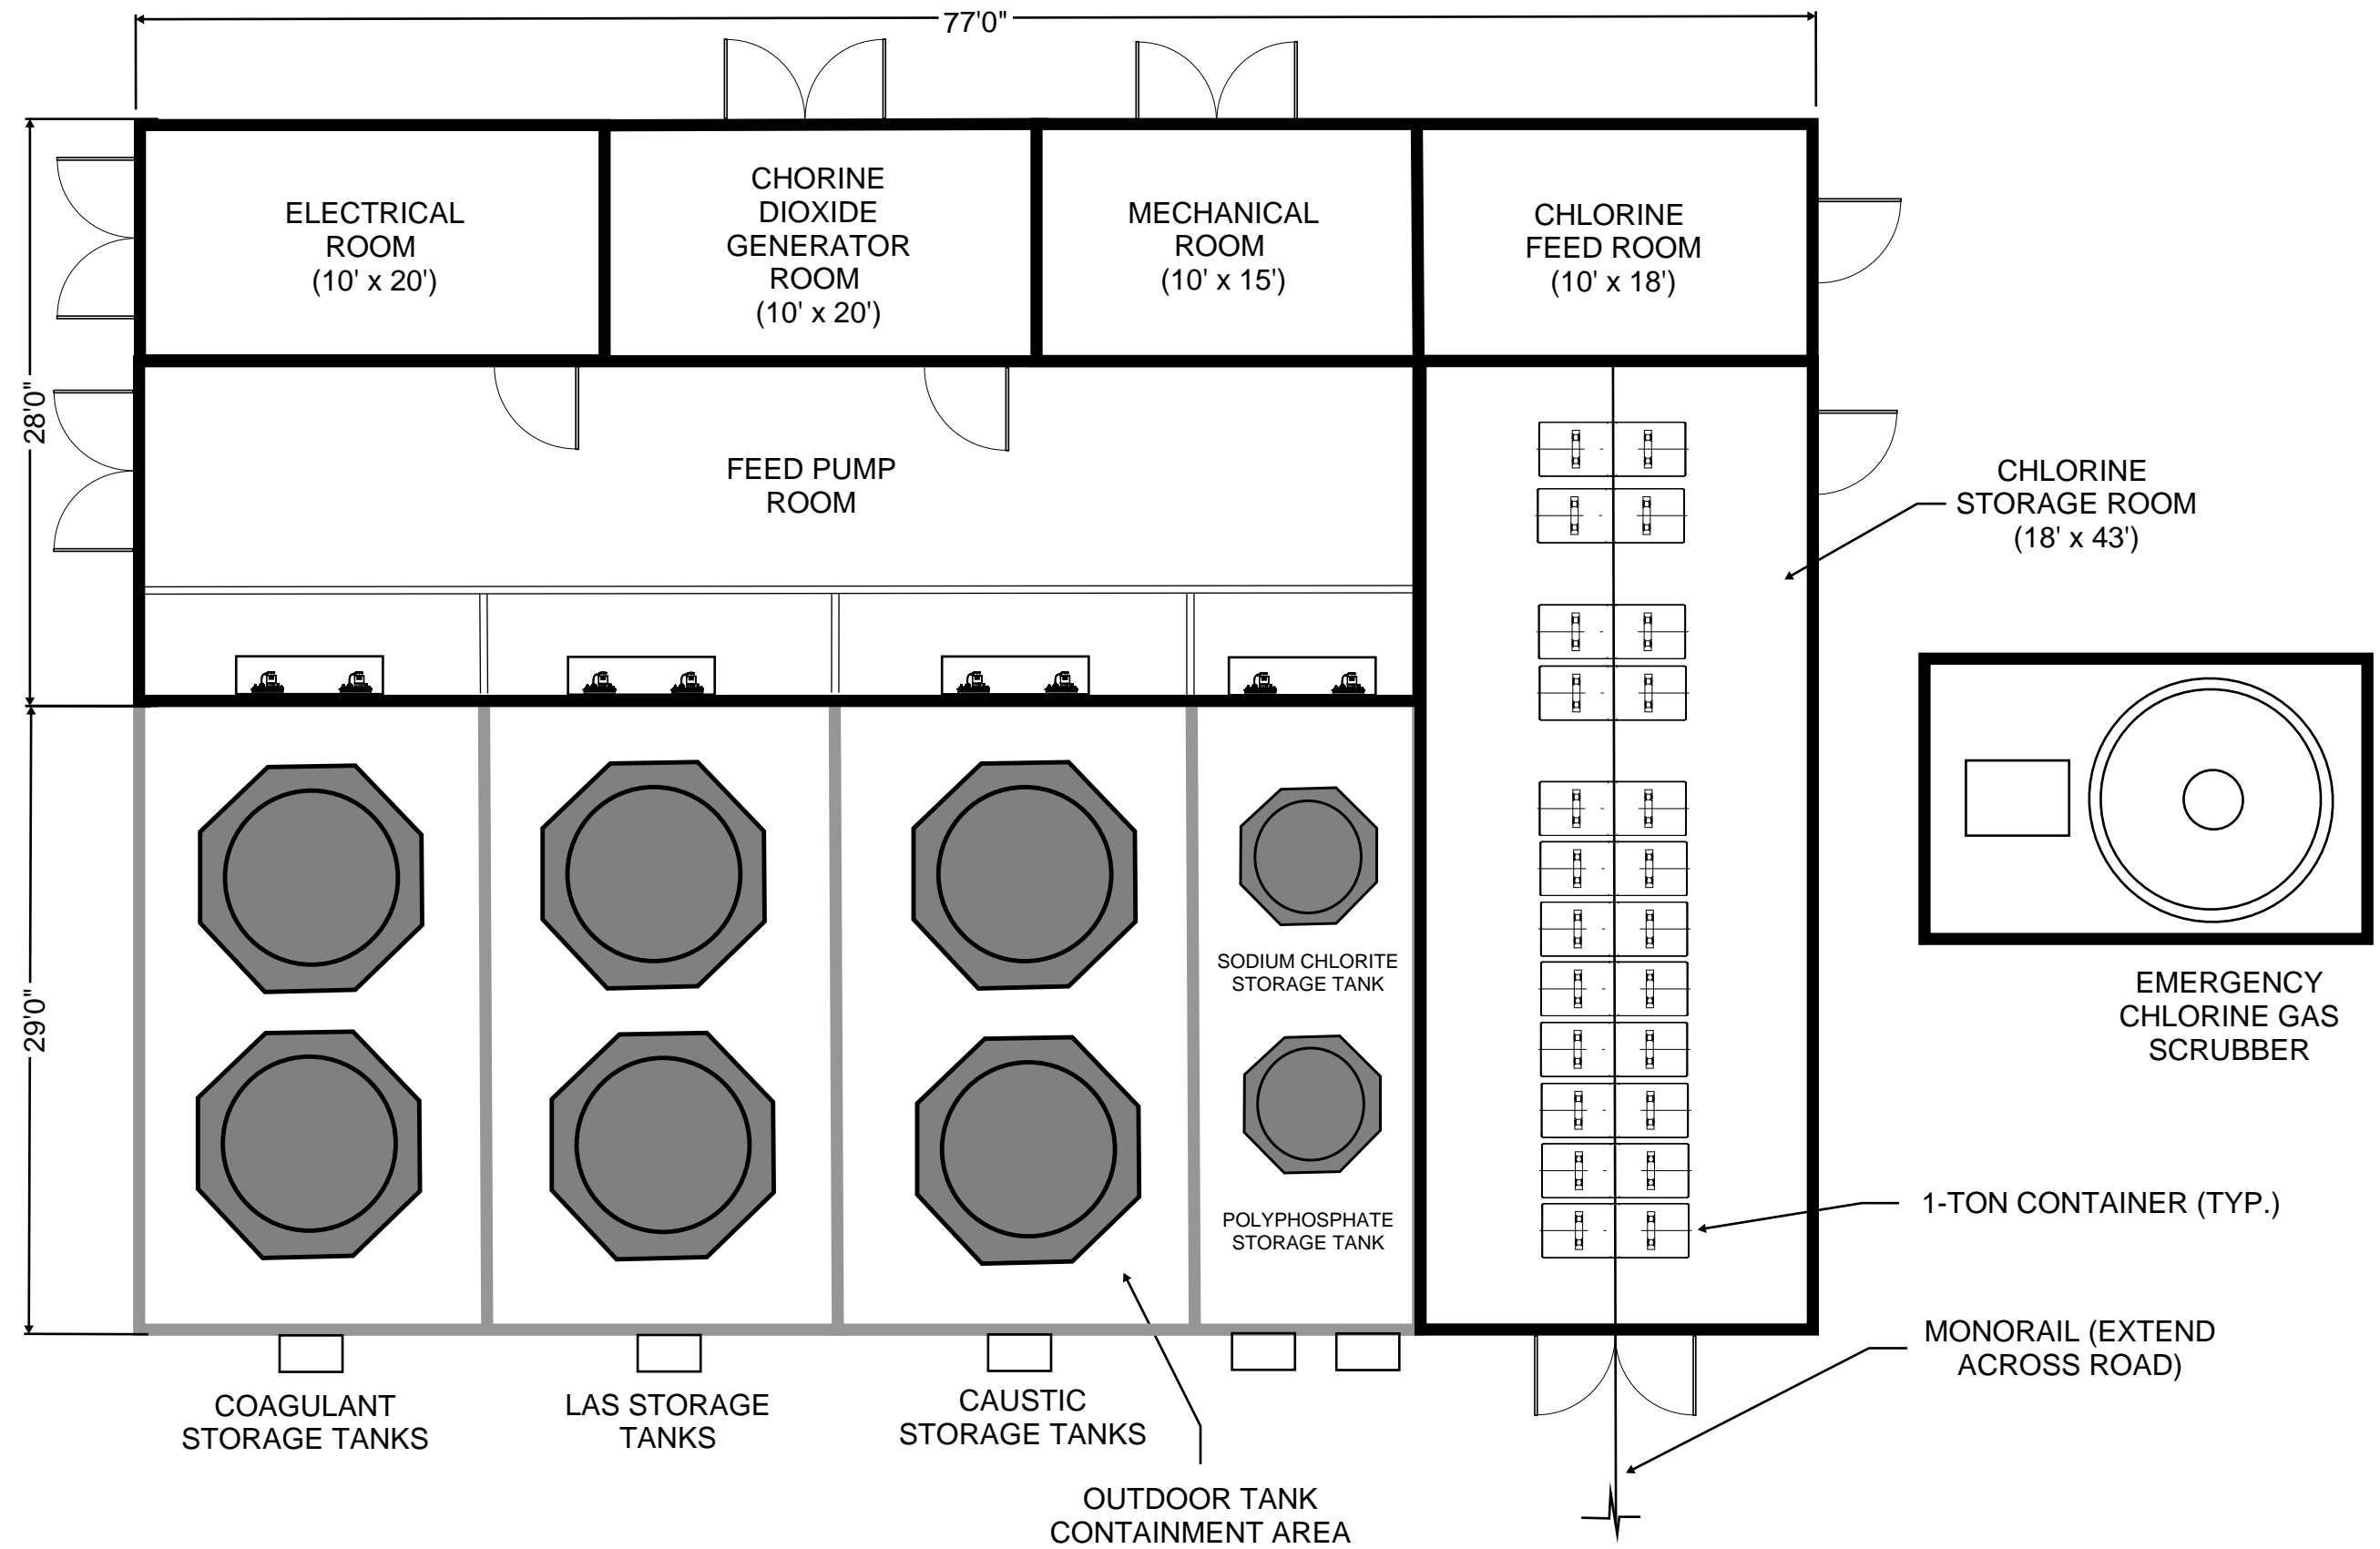 77'0"
ELECTRICAL
ROOM
(10' x 20')
CHORINE
DIOXIDE
GENERATOR
ROOM
(10' x 20')
MECHANICAL
ROOM
(10' x 15')
CHLORINE
FEED ROOM
(10' x 18')
28'0"
FEED PUMP
ROOM
CHLORINE
STORAGE ROOM
(18' x 43')
29'0"
SODIUM CHLORITE
STORAGE TANK
POLYPHOSPHATE
STORAGE TANK
EMERGENCY
CHLORINE GAS
SCRUBBER
1-TON CONTAINER (TYP.)
MONORAIL (EXTEND
ACROSS ROAD)
COAGULANT
STORAGE TANKS
LAS STORAGE
TANKS
CAUSTIC
STORAGE TANKS
OUTDOOR TANK
CONTAINMENT AREA